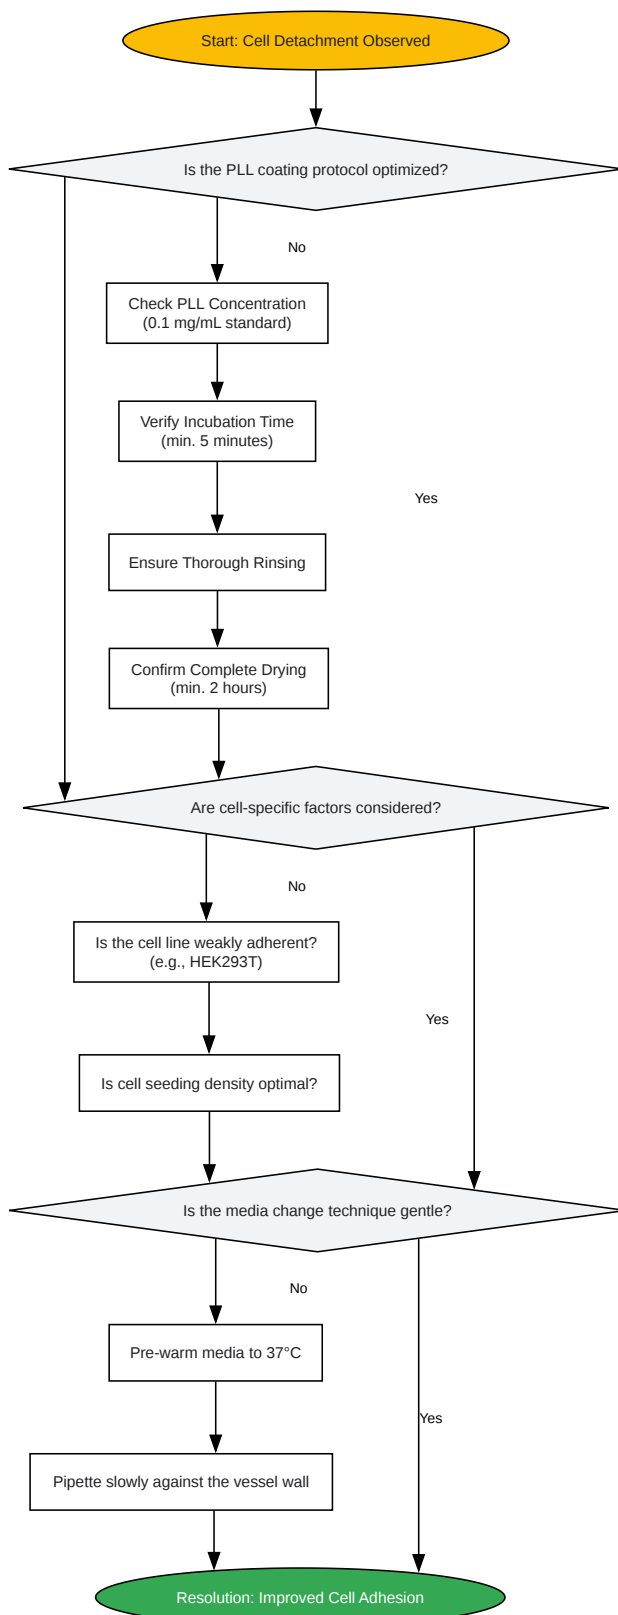 Start: Cell Detachment Observed
Is the PLL coating protocol optimized?
No
Check PLL Concentration
(0.1 mg/mL standard)
Verify Incubation Time
(min. 5 minutes)
Yes
Ensure Thorough Rinsing
Confirm Complete Drying
(min. 2 hours)
Are cell-specific factors considered?
No
Is the cell line weakly adherent?
(e.g., HEK293T)
Yes
Is cell seeding density optimal?
Is the media change technique gentle?
No
Pre-warm media to 37°C
Yes
Pipette slowly against the vessel wall
Resolution: Improved Cell Adhesion